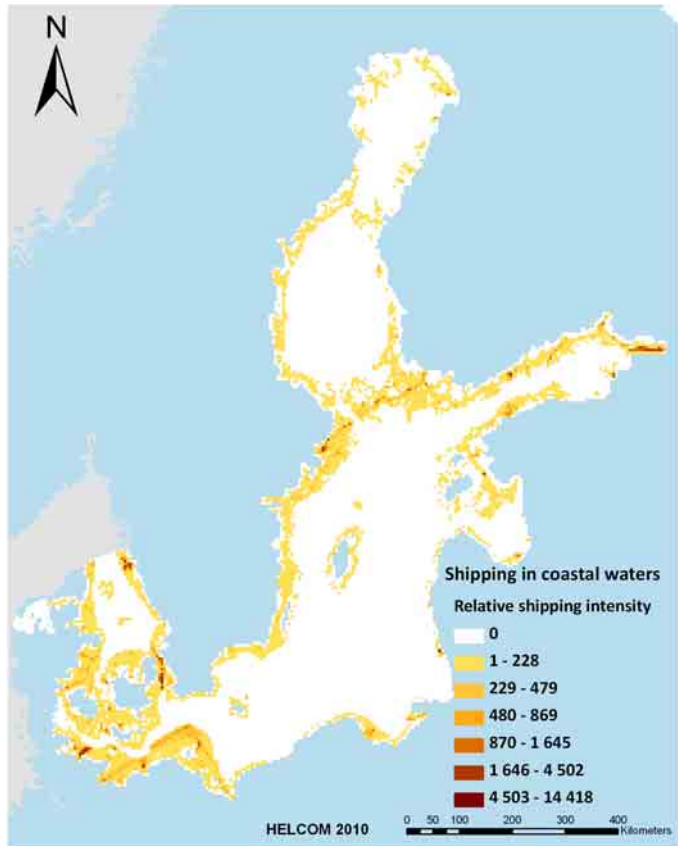 N
Shipping in coastal waters
Relative shipping intensity
0
1 - 228
229 - 479
480 - 869
870 - 1 645
1 646 - 4 502
4 503 - 14 418
HELCOM 2010
0 50 100 200 300 400
Kilometers